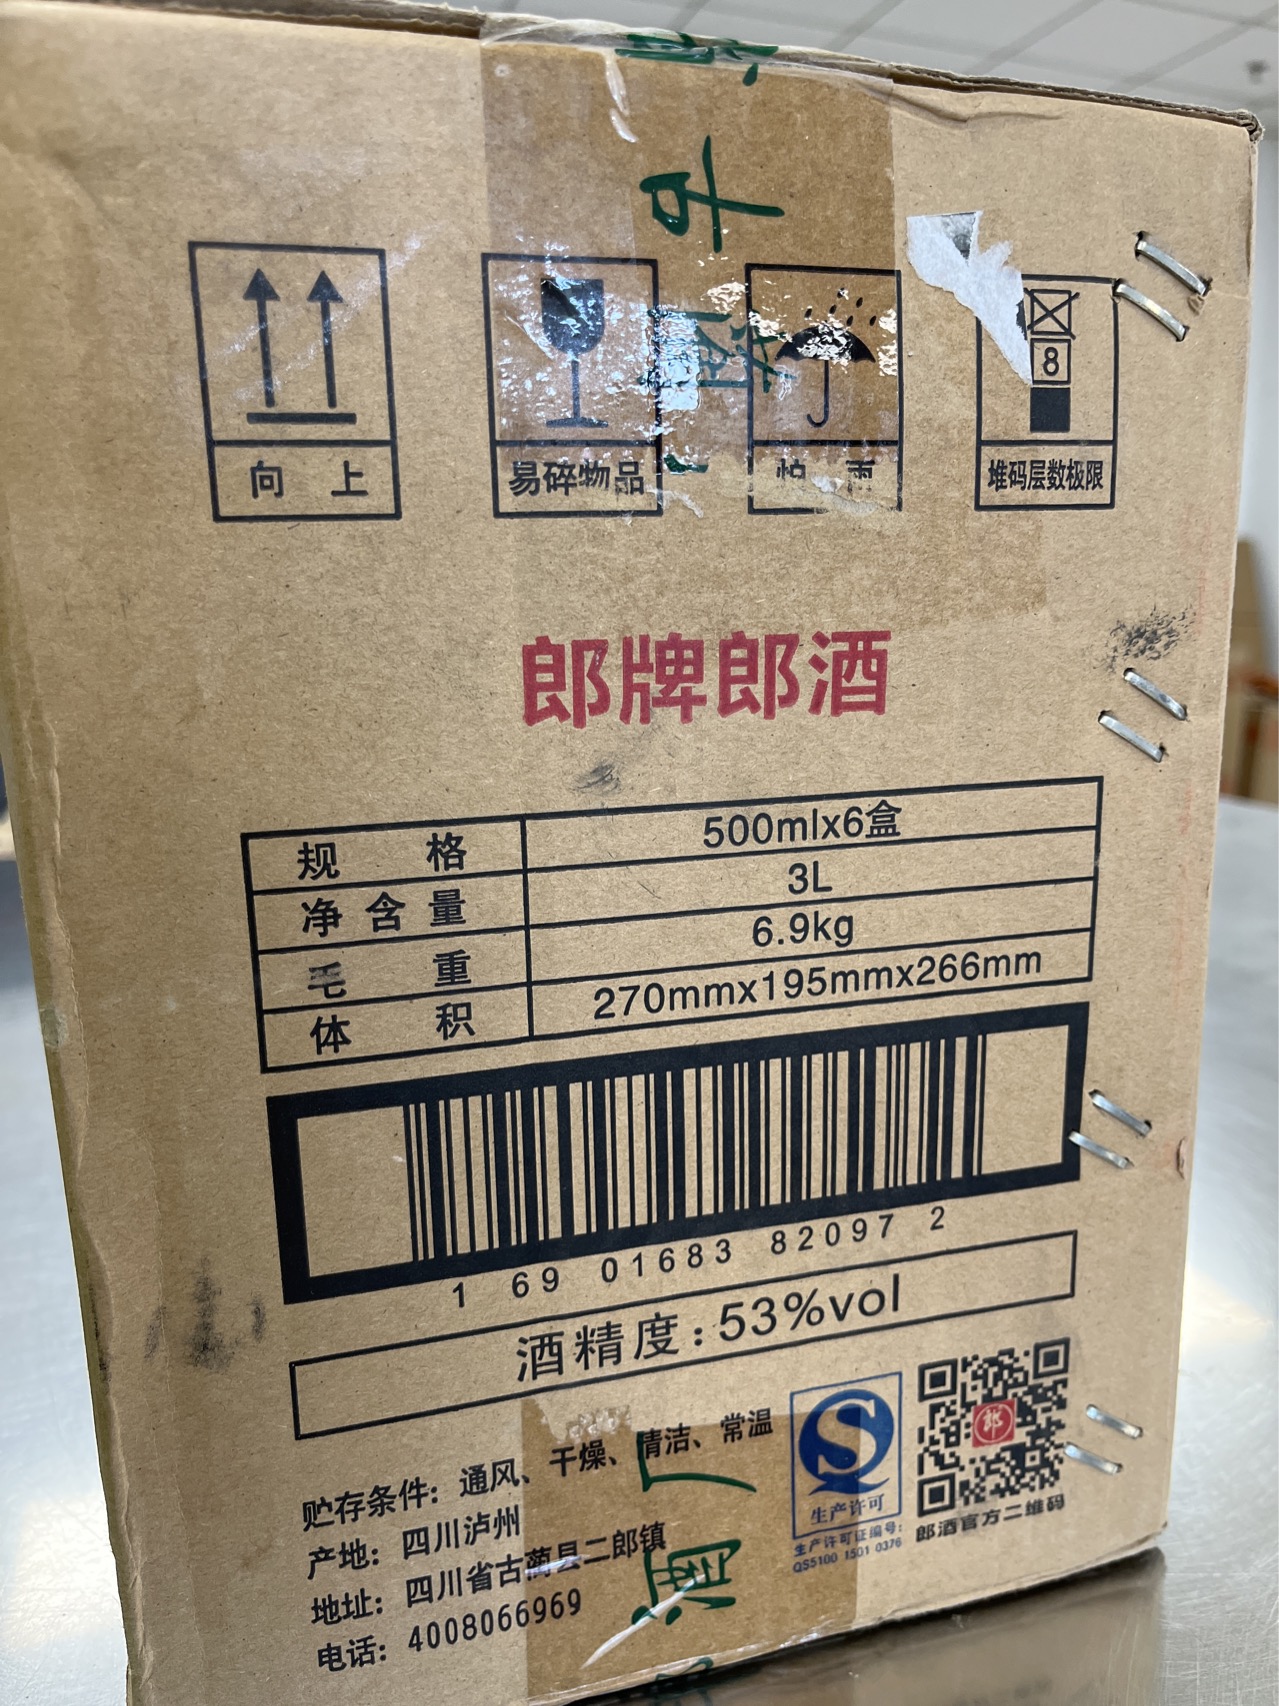 向 上
易碎物品
怕 雨
8
堆码层数极限
郎牌郎酒
规 格 500mlx6盒
净含量 3L
毛 重 6.9kg
体 积 270mmx195mmx266mm
1 69 01683 82097 2
酒精度:53%vol
贮存条件: 通风、干燥、清洁、常温
产地: 四川泸州
地址: 四川省古蔺县二郎镇
电话: 4008066969
生产许可
生产许可证编号:
QS5100 1501 0376
郎
郎酒官方二维码
酒厂